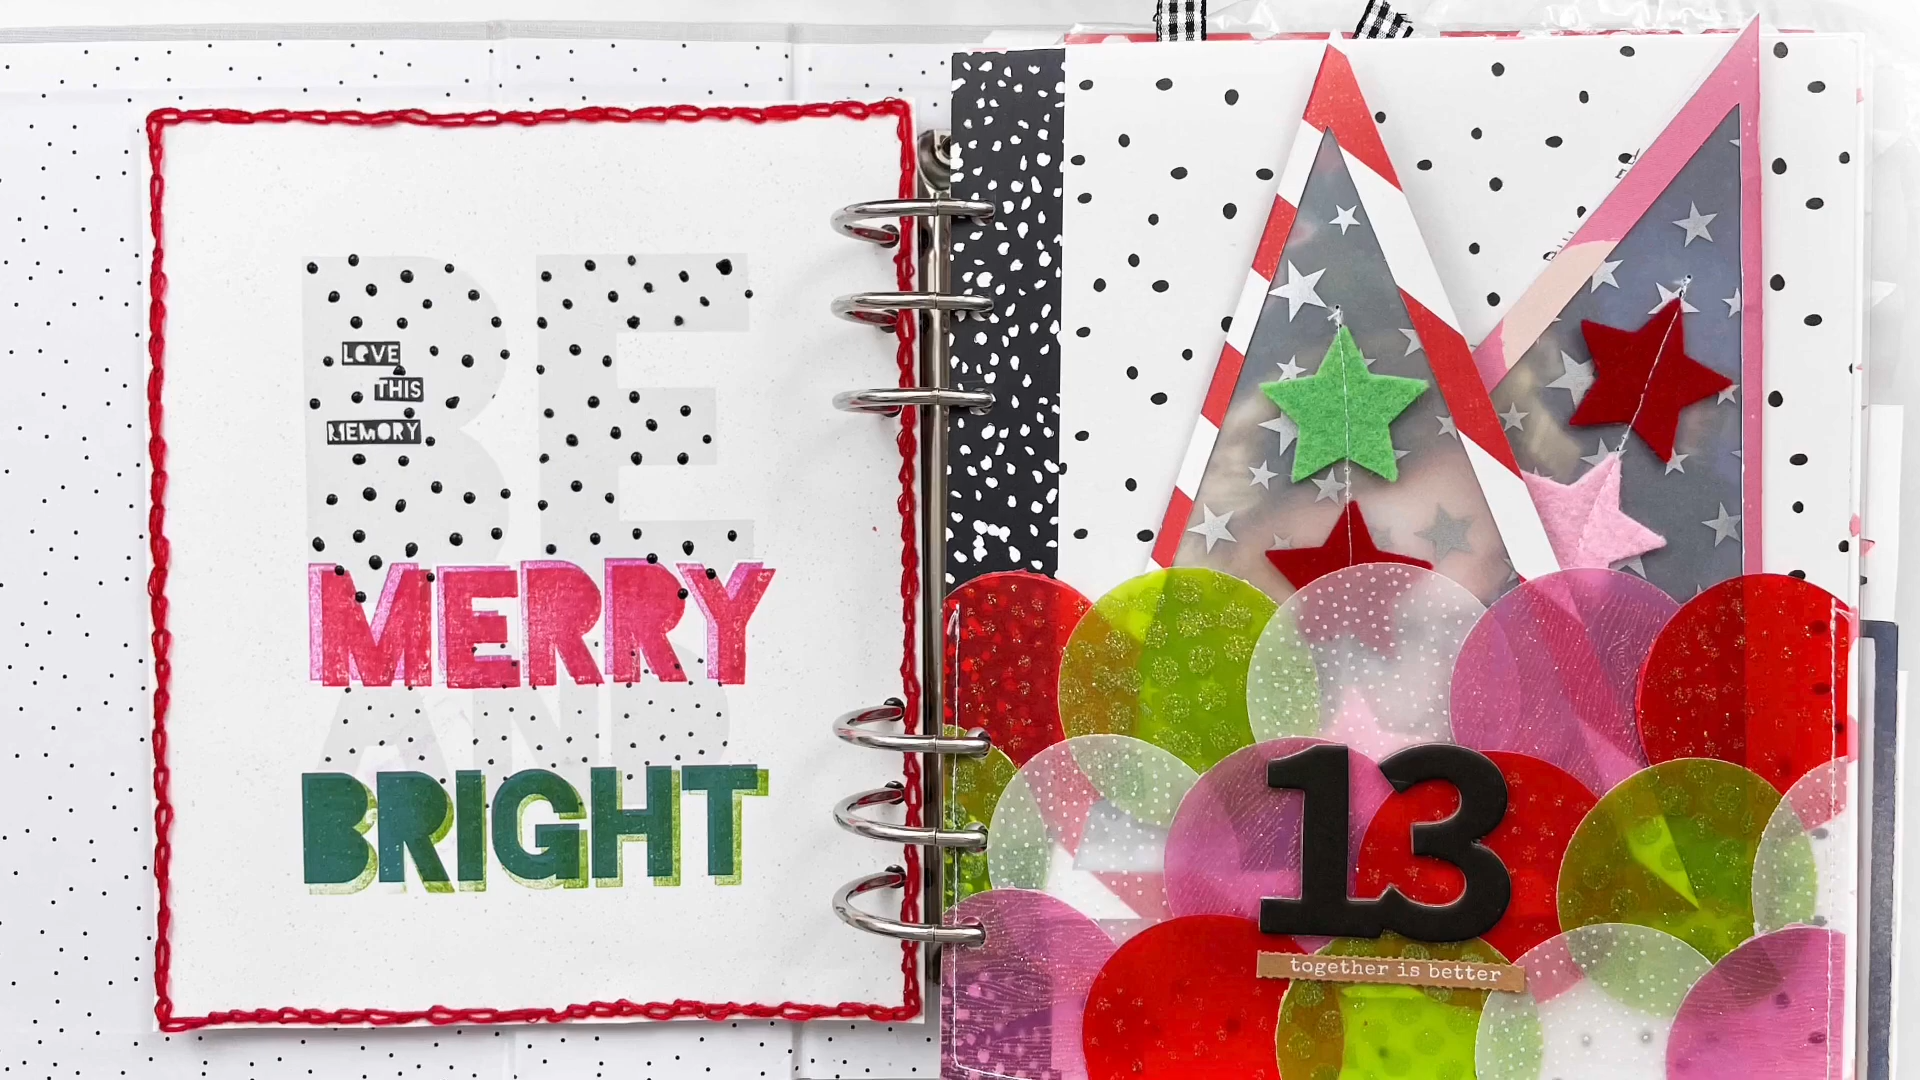 BE
LOVE
THIS
MEMORY
MERRY
AND
BRIGHT
13
together is better